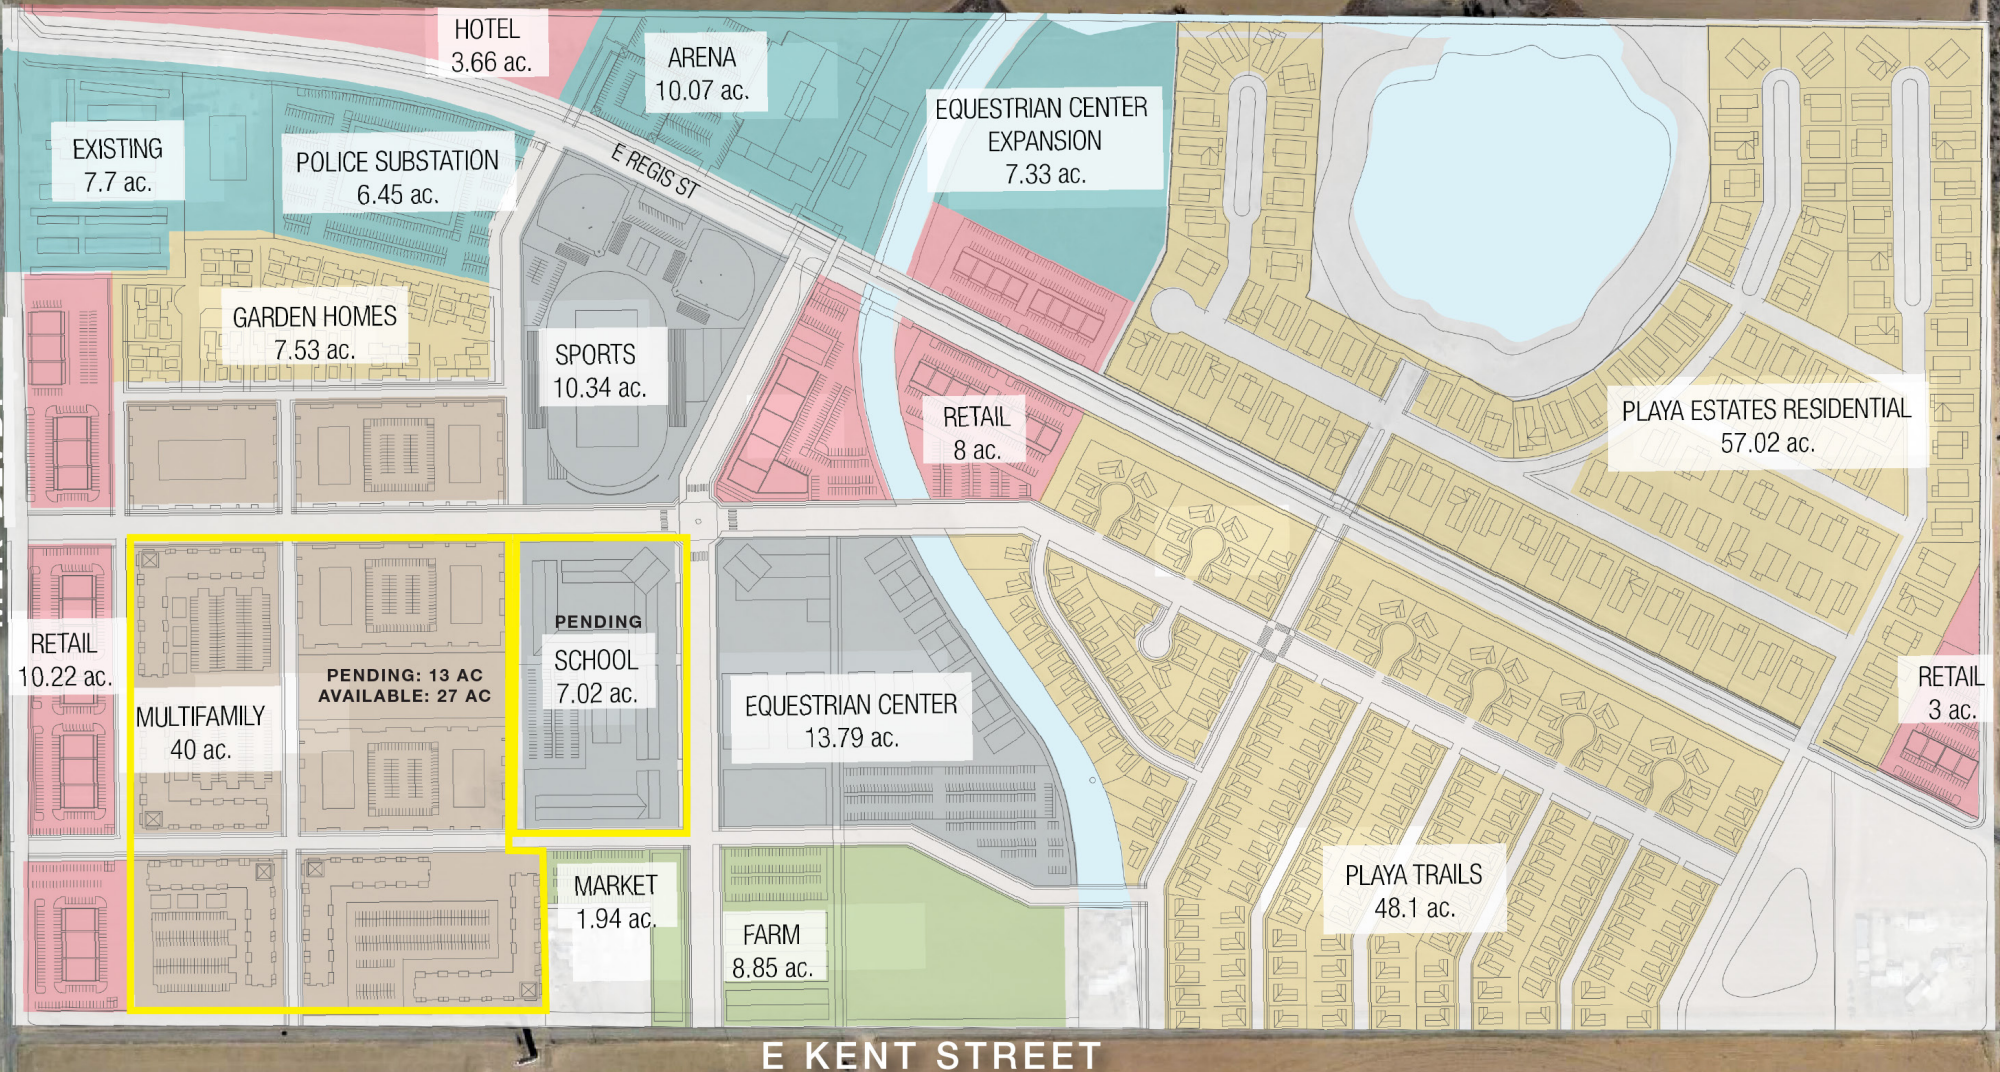 HOTEL
3.66 ac.
ARENA
10.07 ac.
EQUESTRIAN CENTER
EXPANSION
7.33 ac.
EXISTING
7.7 ac.
POLICE SUBSTATION
6.45 ac.
E REGIS ST
GARDEN HOMES
7.53 ac.
SPORTS
10.34 ac.
RETAIL
8 ac.
PLAYA ESTATES RESIDENTIAL
57.02 ac.
RETAIL
10.22 ac.
PENDING: 13 AC
AVAILABLE: 27 AC
MULTIFAMILY
40 ac.
PENDING
SCHOOL
7.02 ac.
EQUESTRIAN CENTER
13.79 ac.
RETAIL
3 ac.
MARKET
1.94 ac.
FARM
8.85 ac.
PLAYA TRAILS
48.1 ac.
E KENT STREET